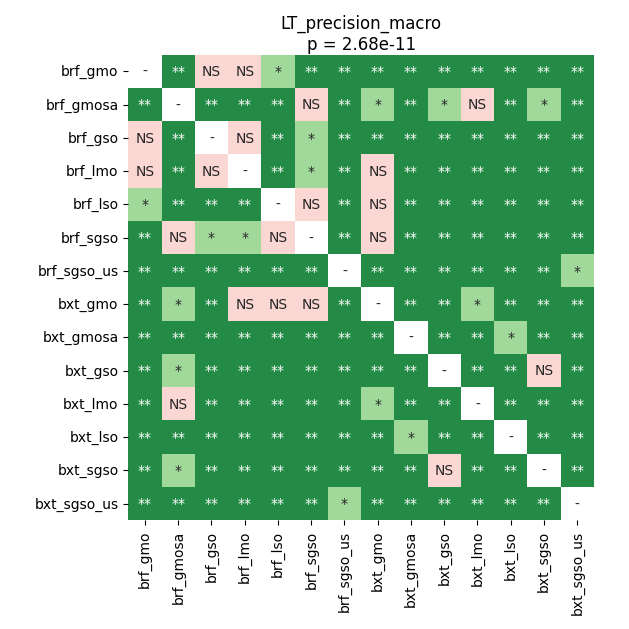 LT_precision_macro
p = 2.68e-11
brf_gmo - ** NS NS * ** ** ** ** ** ** ** ** **
brf_gmosa ** - ** ** ** NS ** * ** * NS ** * **
brf_gso NS ** - NS ** * ** ** ** ** ** ** ** **
brf_lmo NS ** NS - ** * ** NS ** ** ** ** ** **
brf_lso * ** ** ** - NS ** NS ** ** ** ** ** **
brf_sgso ** NS * * NS - ** NS ** ** ** ** ** **
brf_sgso_us ** ** ** ** ** ** - ** ** ** ** ** ** *
bxt_gmo ** * ** NS NS NS ** - ** ** * ** ** **
bxt_gmosa ** ** ** ** ** ** ** ** - ** ** * ** **
bxt_gso ** * ** ** ** ** ** ** ** - ** ** NS **
bxt_lmo ** NS ** ** ** ** ** * ** ** - ** ** **
bxt_lso ** ** ** ** ** ** ** ** * ** ** - ** **
bxt_sgso ** * ** ** ** ** ** ** ** NS ** ** - **
bxt_sgso_us ** ** ** ** ** ** * ** ** ** ** ** ** -
brf_gmo
brf_gmosa
brf_gso
brf_lmo
brf_lso
brf_sgso
brf_sgso_us
bxt_gmo
bxt_gmosa
bxt_gso
bxt_lmo
bxt_lso
bxt_sgso
bxt_sgso_us